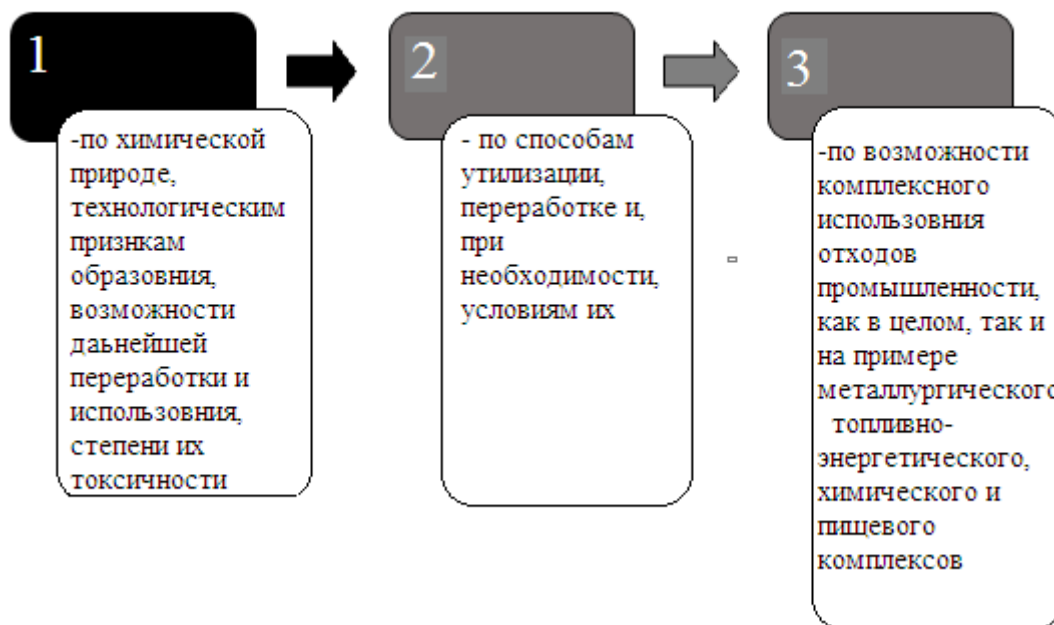 1
-по химической
природе,
технологическим
признкам
образовния,
возможности
даьнейшей
переработки и
использовния,
степени их
токсичности
2
- по способам
утилизации,
переработке и,
при
необходимости,
условиям их
3
-по возможности
комплексного
использовния
отходов
промышленности,
как в целом, так и
на примере
металлургического
топливно-
энергетического,
химического и
пищевого
комплексов